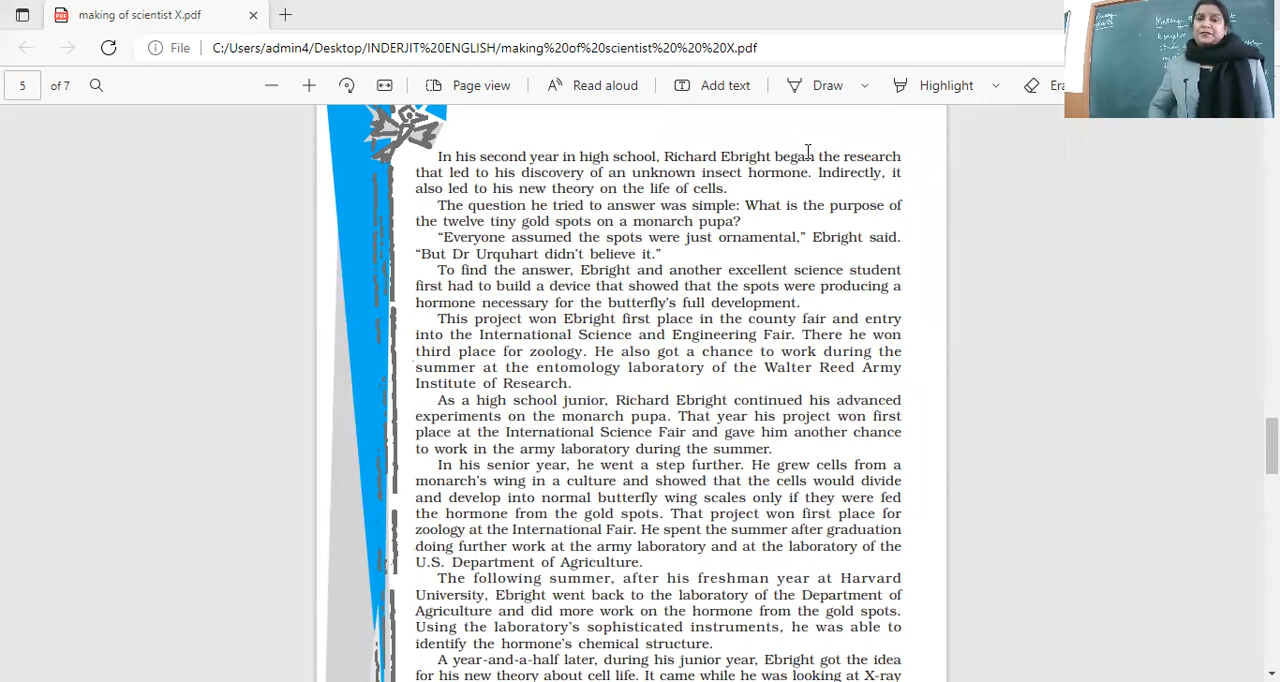 making of scientist X.pdf
File C:/Users/admin4/Desktop/INDERJIT%20ENGLISH/making%20of%20scientist%20%20%20X.pdf
5 of 7 Page view Read aloud Add text Draw Highlight Era
In his second year in high school, Richard Ebright began the research
that led to his discovery of an unknown insect hormone. Indirectly, it
also led to his new theory on the life of cells.
The question he tried to answer was simple: What is the purpose of
the twelve tiny gold spots on a monarch pupa?
“Everyone assumed the spots were just ornamental,” Ebright said.
“But Dr Urquhart didn’t believe it.”
To find the answer, Ebright and another excellent science student
first had to build a device that showed that the spots were producing a
hormone necessary for the butterfly’s full development.
This project won Ebright first place in the county fair and entry
into the International Science and Engineering Fair. There he won
third place for zoology. He also got a chance to work during the
summer at the entomology laboratory of the Walter Reed Army
Institute of Research.
As a high school junior, Richard Ebright continued his advanced
experiments on the monarch pupa. That year his project won first
place at the International Science Fair and gave him another chance
to work in the army laboratory during the summer.
In his senior year, he went a step further. He grew cells from a
monarch’s wing in a culture and showed that the cells would divide
and develop into normal butterfly wing scales only if they were fed
the hormone from the gold spots. That project won first place for
zoology at the International Fair. He spent the summer after graduation
doing further work at the army laboratory and at the laboratory of the
U.S. Department of Agriculture.
The following summer, after his freshman year at Harvard
University, Ebright went back to the laboratory of the Department of
Agriculture and did more work on the hormone from the gold spots.
Using the laboratory’s sophisticated instruments, he was able to
identify the hormone’s chemical structure.
A year-and-a-half later, during his junior year, Ebright got the idea
for his new theory about cell life. It came while he was looking at X-ray